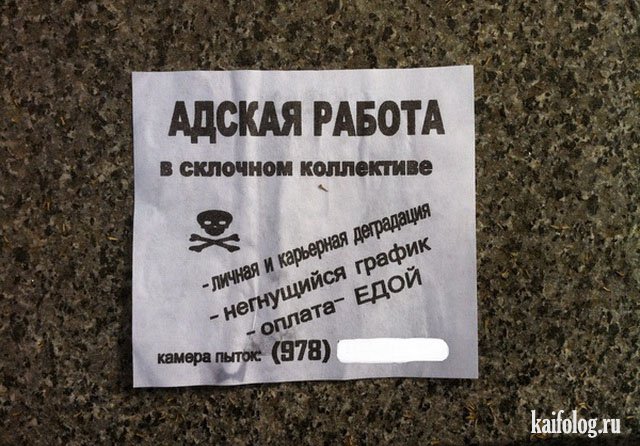 АДСКАЯ РАБОТА
в склочном коллективе
- личная и карьерная деградация
- негнущийся график
- оплата- ЕДОЙ
камера пыток: (978)
kaifolog.ru